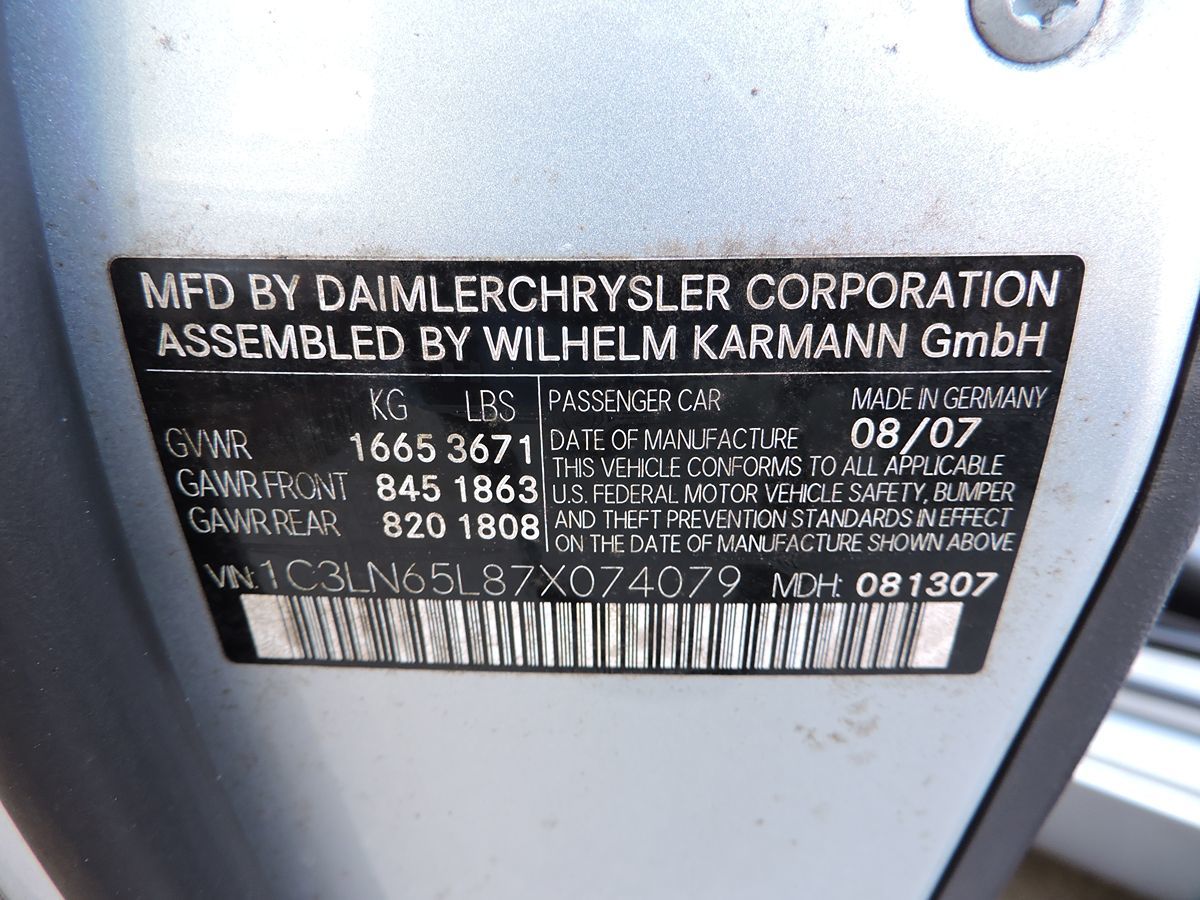 MFD BY DAIMLERCHRYSLER CORPORATION
ASSEMBLED BY WILHELM KARMANN GmbH
KG LBS
GVWR 1665 3671
GAWR FRONT 845 1863
GAWR REAR 820 1808
PASSENGER CAR MADE IN GERMANY
DATE OF MANUFACTURE 08/07
THIS VEHICLE CONFORMS TO ALL APPLICABLE
U.S. FEDERAL MOTOR VEHICLE SAFETY, BUMPER
AND THEFT PREVENTION STANDARDS IN EFFECT
ON THE DATE OF MANUFACTURE SHOWN ABOVE
VIN: 1C3LN65L87X074079 MDH: 081307